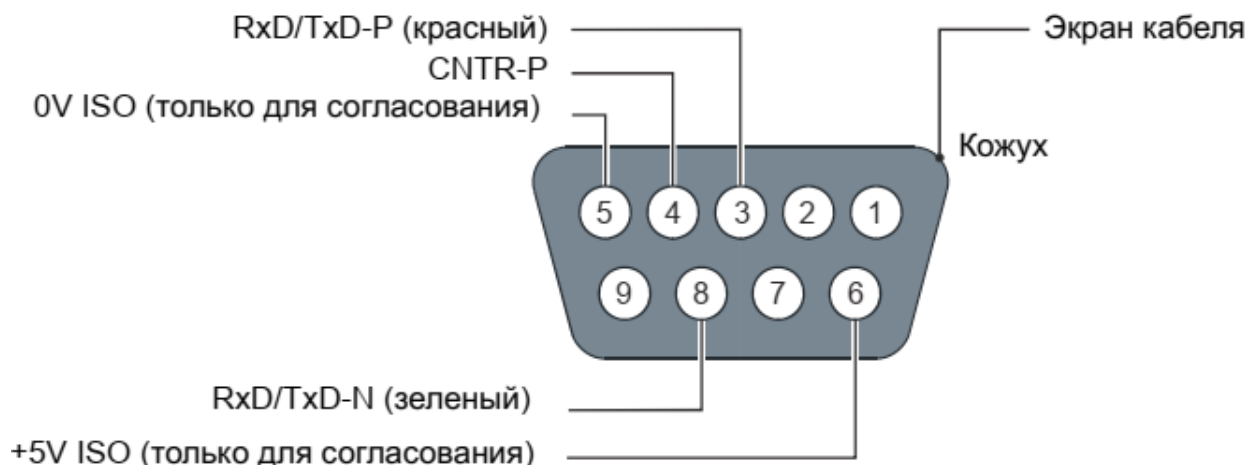 RxD/TxD-P (красный)
Экран кабеля
CNTR-P
0V ISO (только для согласования)
Кожух
5 4 3 2 1
9 8 7 6
RxD/TxD-N (зеленый)
+5V ISO (только для согласования)